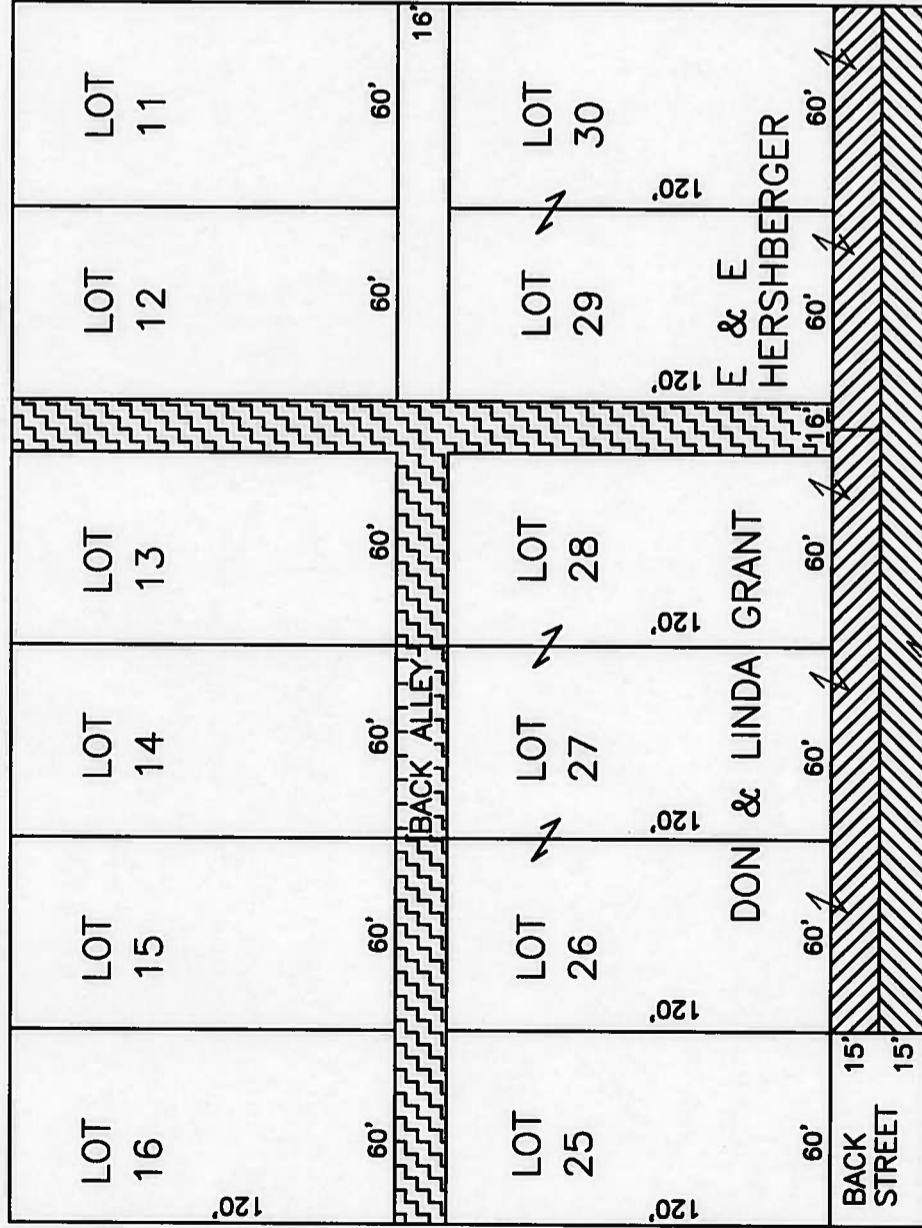 LOT
16
120'
60'
LOT
15
60'
LOT
14
60'
LOT
13
60'
LOT
12
60'
LOT
11
60'
BACK ALLEY
16'
LOT
25
120'
60'
LOT
26
120'
60'
LOT
27
120'
60'
LOT
28
120'
60'
LOT
29
120'
60'
LOT
30
120'
60'
DON & LINDA GRANT
E & E
HERSHBERGER
16'
BACK
STREET
15'
15'